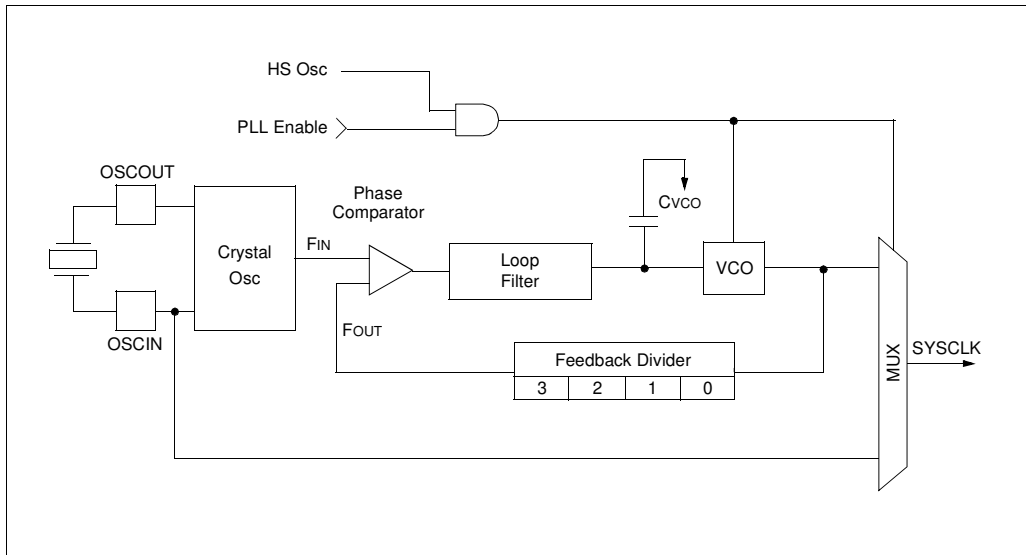 HS Osc
PLL Enable
OSCOUT
Phase
Comparator
CVCO
Crystal
Osc
FIN
Loop
Filter
VCO
OSCIN
FOUT
Feedback Divider
3 2 1 0
MUX
SYSCLK